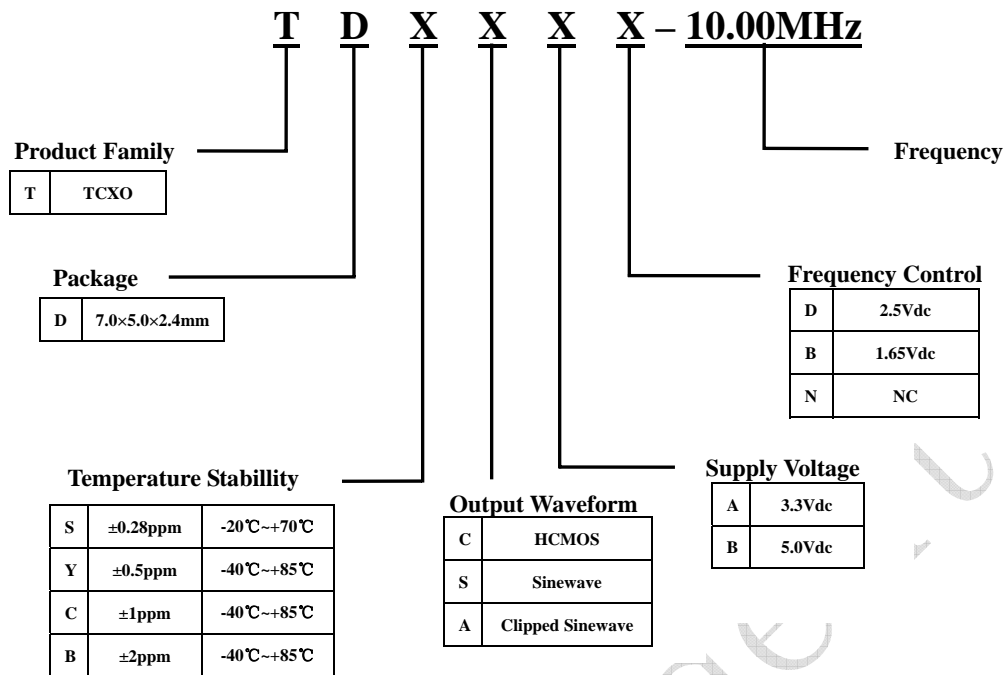 T D X X X X – 10.00MHz
Product Family
T TCXO
Frequency
Package
D 7.0×5.0×2.4mm
Frequency Control
D 2.5Vdc
B 1.65Vdc
N NC
Temperature Stabillity
S ±0.28ppm -20℃~+70℃
Y ±0.5ppm -40℃~+85℃
C ±1ppm -40℃~+85℃
B ±2ppm -40℃~+85℃
Output Waveform
C HCMOS
S Sinewave
A Clipped Sinewave
Supply Voltage
A 3.3Vdc
B 5.0Vdc